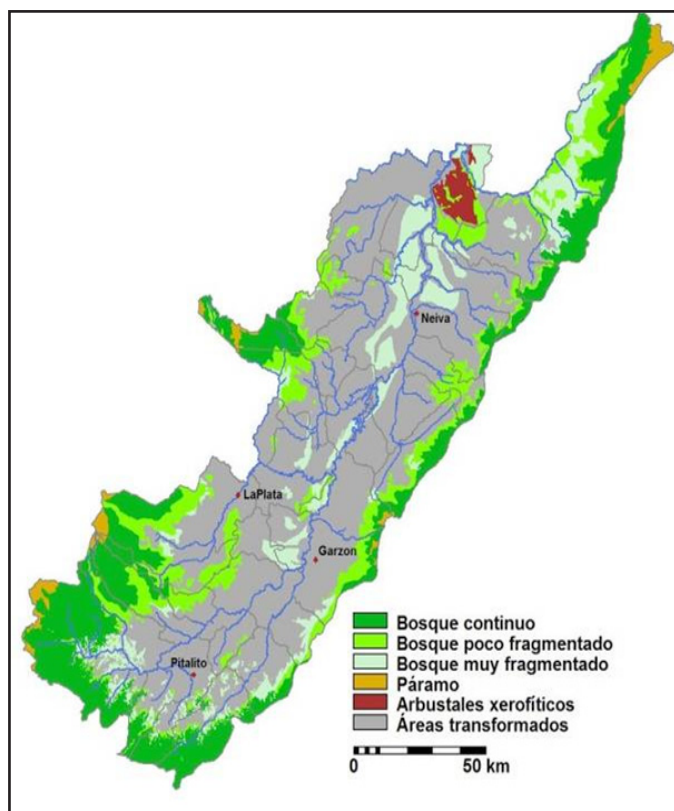 Neiva
LaPlata
Garzon
Pitalito
Bosque continuo
Bosque poco fragmentado
Bosque muy fragmentado
Páramo
Arbustales xerofíticos
Áreas transformados
0 50 km